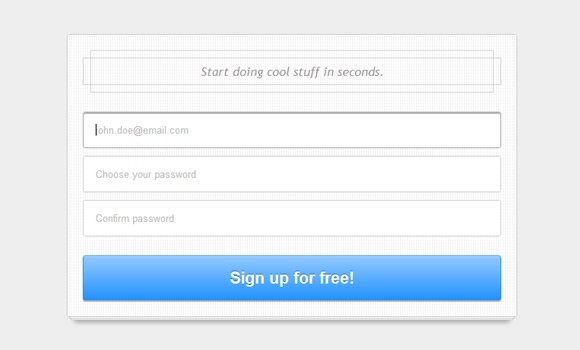 Start doing cool stuff in seconds.
john.doe@email.com
Choose your password
Confirm password
Sign up for free!